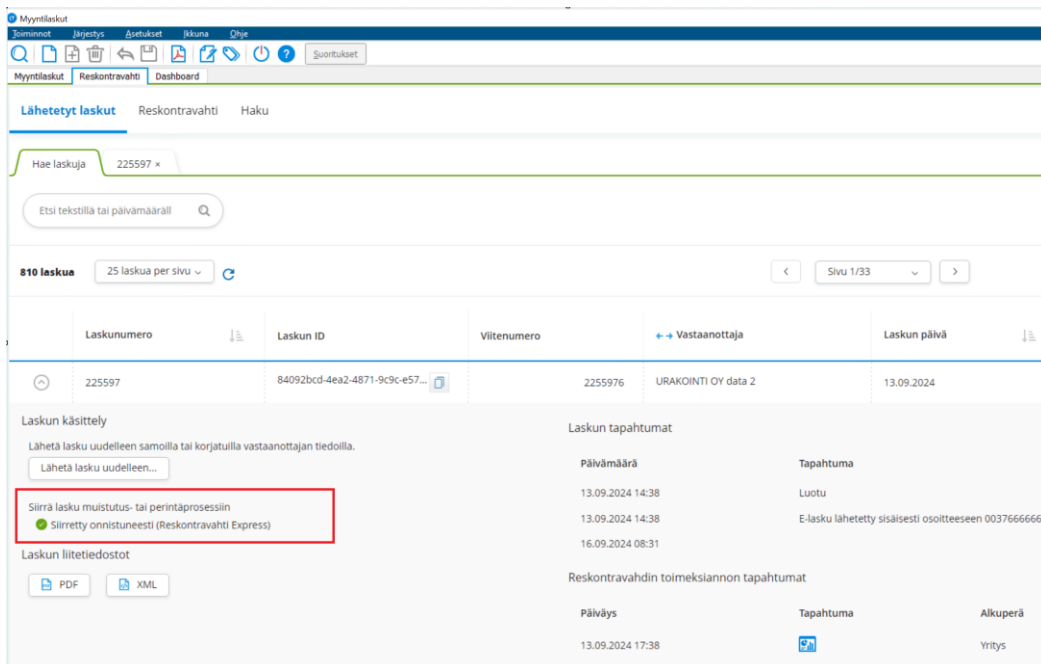 Myyntilaskut
Toiminnot Järjestys Asetukset Ikkuna Ohje
Suoritukset
Myyntilaskut Reskontravahti Dashboard
Lähetetyt laskut Reskontravahti Haku
Hae laskuja 225597 ×
Etsi tekstillä tai päivämääräll
810 laskua 25 laskua per sivu Sivu 1/33
Laskunumero Laskun ID Viitenumero Vastaanottaja Laskun päivä
225597 84092bcd-4ea2-4871-9c9c-e57... 2255976 URAKOINTI OY data 2 13.09.2024
Laskun käsittely
Lähetä lasku uudelleen samoilla tai korjatuilla vastaanottajan tiedoilla.
Lähetä lasku uudelleen...
Siirrä lasku muistutus- tai perintäprosessiin
Siirretty onnistuneesti (Reskontravahti Express)
Laskun liitetiedostot
PDF XML
Laskun tapahtumat
Päivämäärä Tapahtuma
13.09.2024 14:38 Luotu
13.09.2024 14:38 E-lasku lähetetty sisäisesti osoitteeseen 0037666666
16.09.2024 08:31
Reskontravahdin toimeksiannon tapahtumat
Päiväys Tapahtuma Alkuperä
13.09.2024 17:38 Yritys